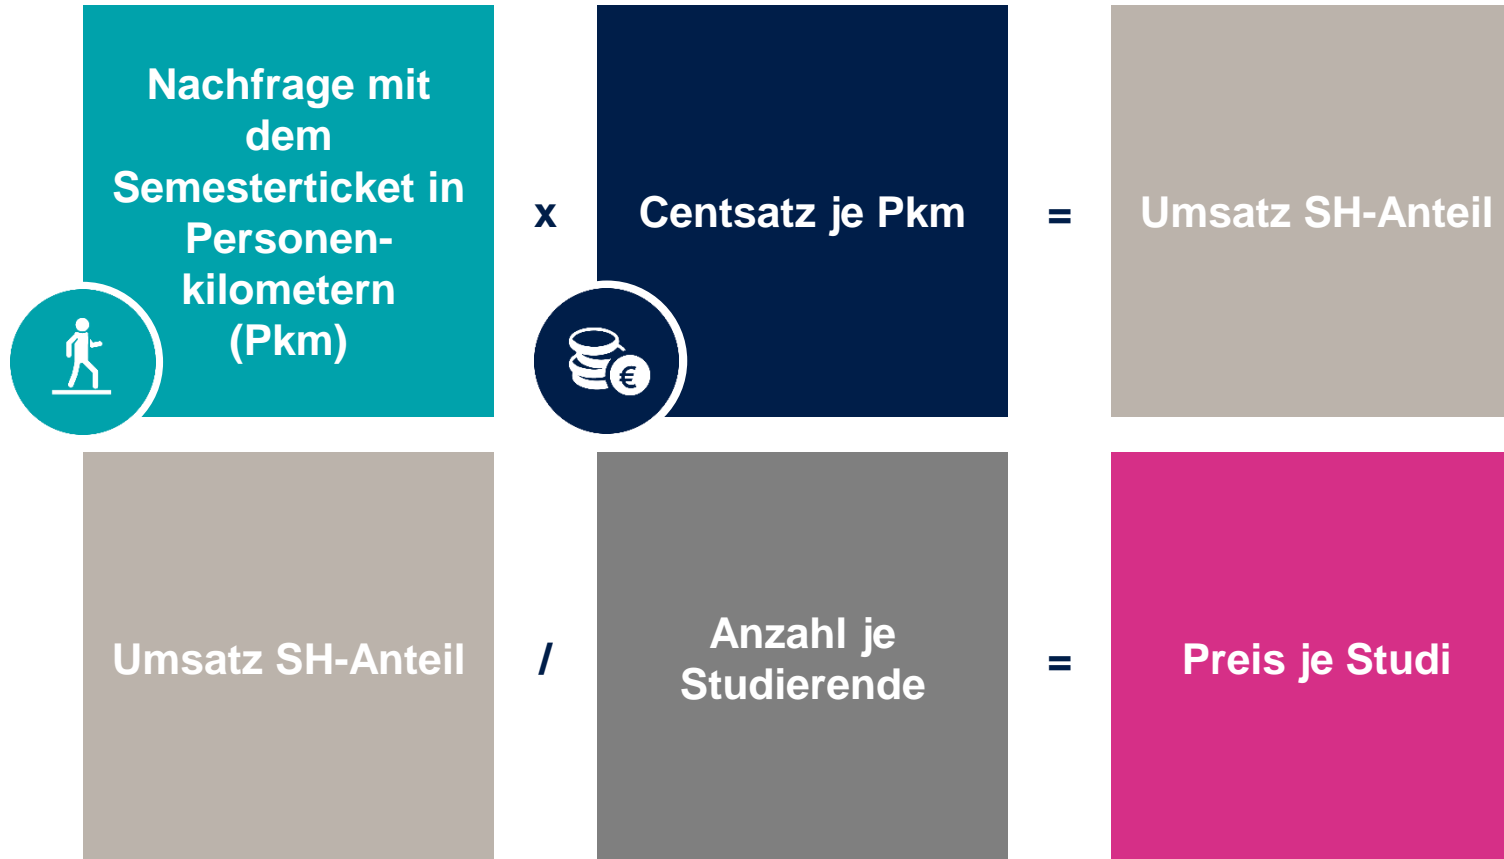 Nachfrage mit
dem
Semesterticket in
Personen-
kilometern
(Pkm)
x
Centsatz je Pkm
=
Umsatz SH-Anteil
€
Umsatz SH-Anteil
/
Anzahl je
Studierende
=
Preis je Studi